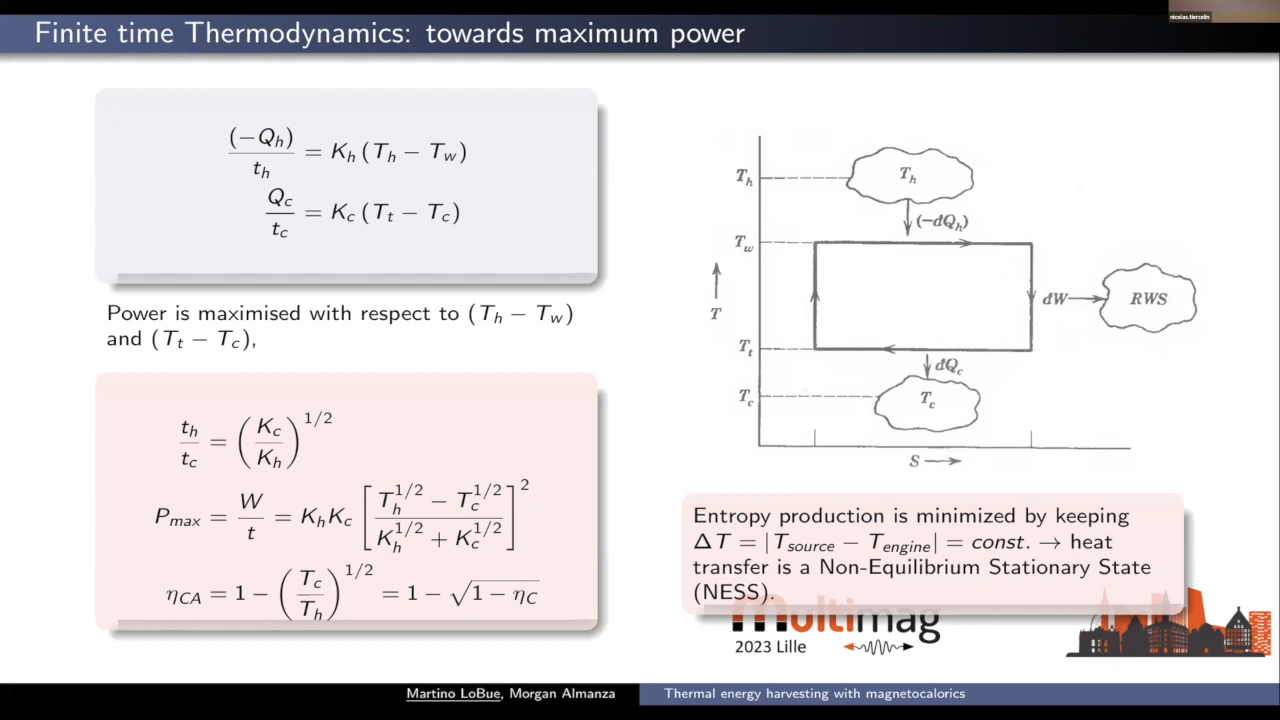 nicolas.tiercelin
Finite time Thermodynamics: towards maximum power
(−Q_h)/t_h = K_h (T_h − T_w)
Q_c/t_c = K_c (T_t − T_c)
Power is maximised with respect to (T_h − T_w)
and (T_t − T_c),
t_h/t_c = (K_c/K_h)^{1/2}
P_max = W/t = K_h K_c [(T_h^{1/2} − T_c^{1/2})/(K_h^{1/2} + K_c^{1/2})]^2
η_CA = 1 − (T_c/T_h)^{1/2} = 1 − √(1 − η_C)
T_h
T_h
(−dQ_h)
T_w
T
dW
RWS
T_t
dQ_c
T_c
T_c
S
Entropy production is minimized by keeping
ΔT = |T_source − T_engine| = const. → heat
transfer is a Non-Equilibrium Stationary State
(NESS).
multimag
2023 Lille
Martino LoBue, Morgan Almanza
Thermal energy harvesting with magnetocalorics